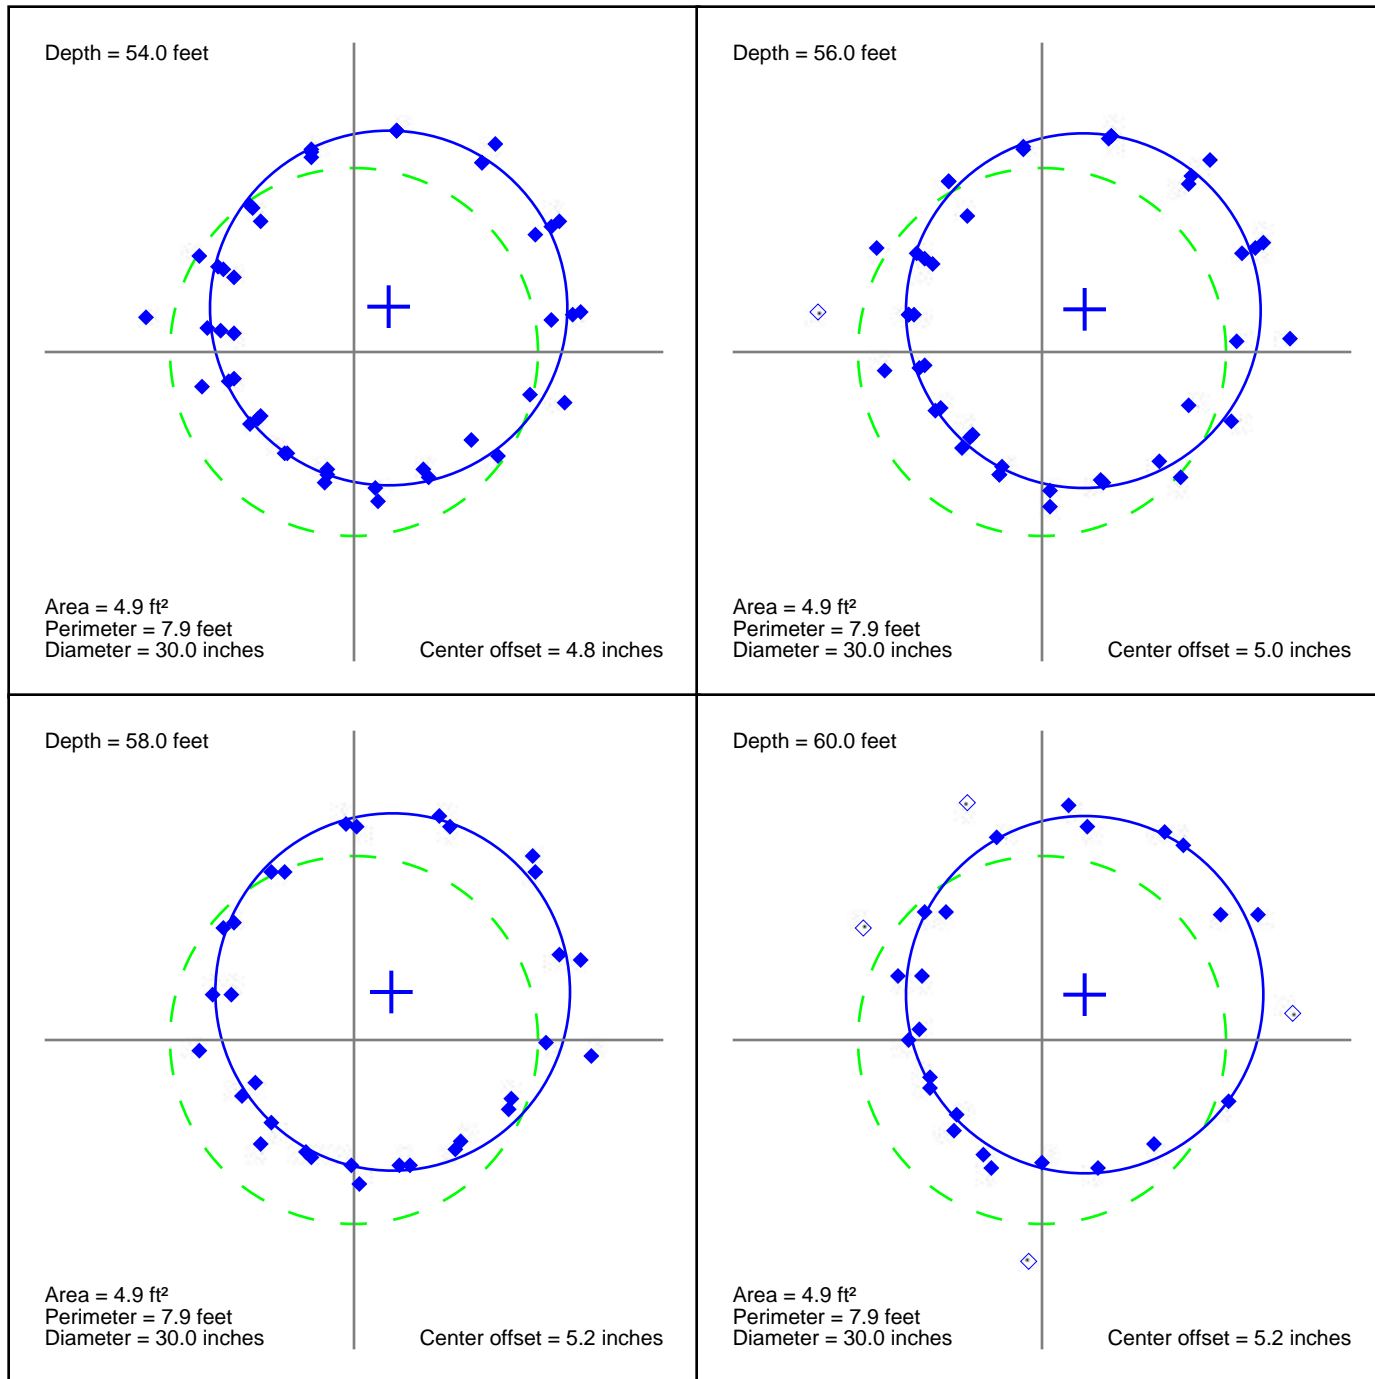 Depth = 54.0 feet
Area = 4.9 ft²
Perimeter = 7.9 feet
Diameter = 30.0 inches
Center offset = 4.8 inches
Depth = 56.0 feet
Area = 4.9 ft²
Perimeter = 7.9 feet
Diameter = 30.0 inches
Center offset = 5.0 inches
Depth = 58.0 feet
Area = 4.9 ft²
Perimeter = 7.9 feet
Diameter = 30.0 inches
Center offset = 5.2 inches
Depth = 60.0 feet
Area = 4.9 ft²
Perimeter = 7.9 feet
Diameter = 30.0 inches
Center offset = 5.2 inches